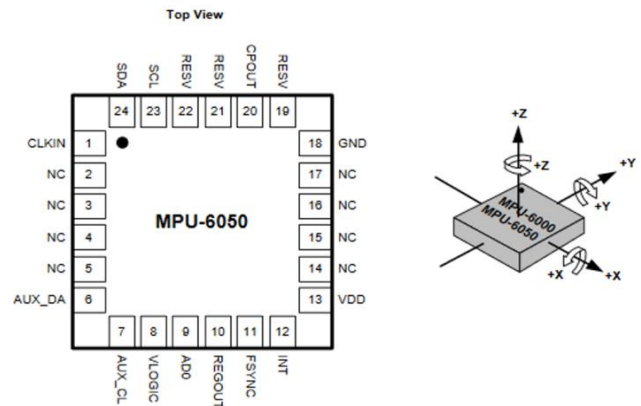 Top View
SDA
SCL
RESV
RESV
CPOUT
RESV
24 23 22 21 20 19
CLKIN 1 18 GND
NC 2 17 NC
NC 3 16 NC
MPU-6050
NC 4 15 NC
NC 5 14 NC
AUX_DA 6 13 VDD
7 8 9 10 11 12
AUX_CL
VLOGIC
AD0
REGOUT
FSYNC
INT
+Z
+Z
+Y
+Y
MPU-6000
MPU-6050
+X
+X